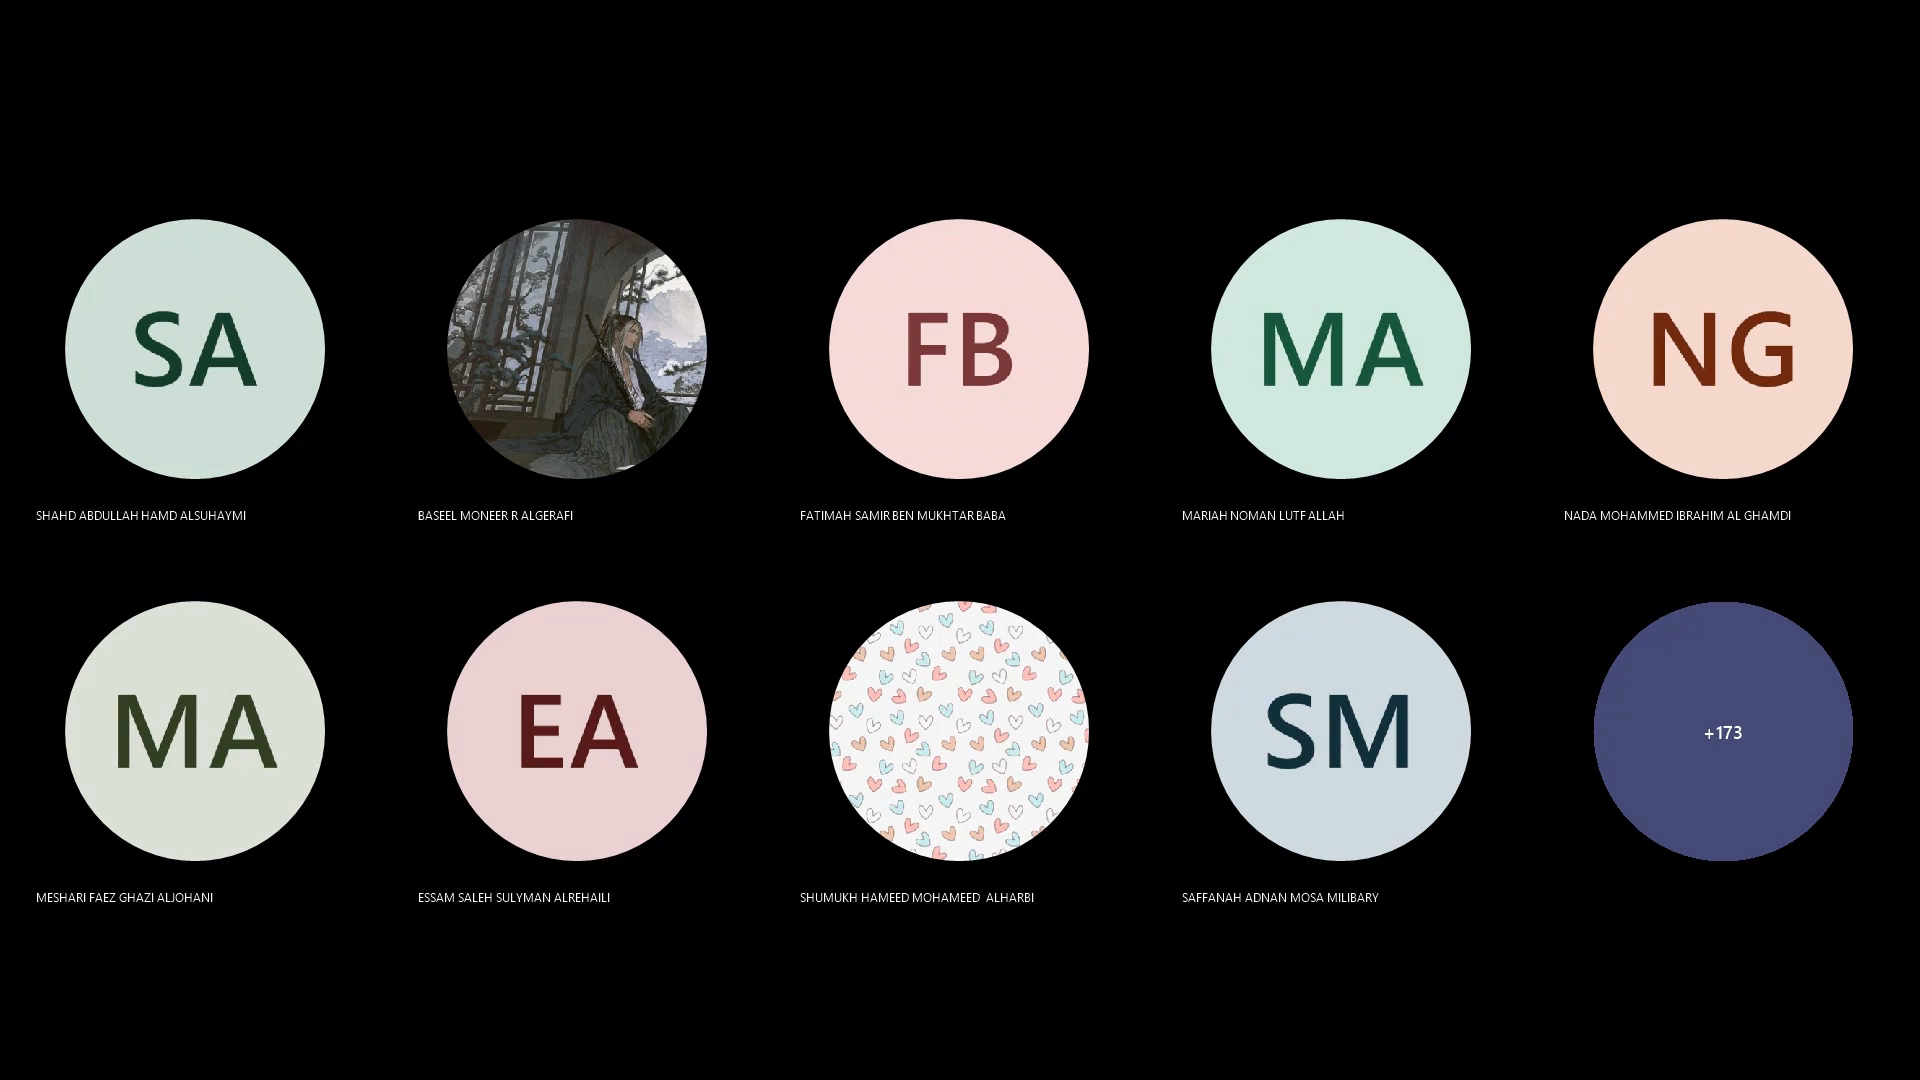 SA
FB
MA
NG
SHAHD ABDULLAH HAMD ALSUHAYMI
BASEEL MONEER R ALGERAFI
FATIMAH SAMIR BEN MUKHTAR BABA
MARIAH NOMAN LUTF ALLAH
NADA MOHAMMED IBRAHIM AL GHAMDI
MA
EA
SM
+173
MESHARI FAEZ GHAZI ALJOHANI
ESSAM SALEH SULYMAN ALREHAILI
SHUMUKH HAMEED MOHAMEED ALHARBI
SAFFANAH ADNAN MOSA MILIBARY